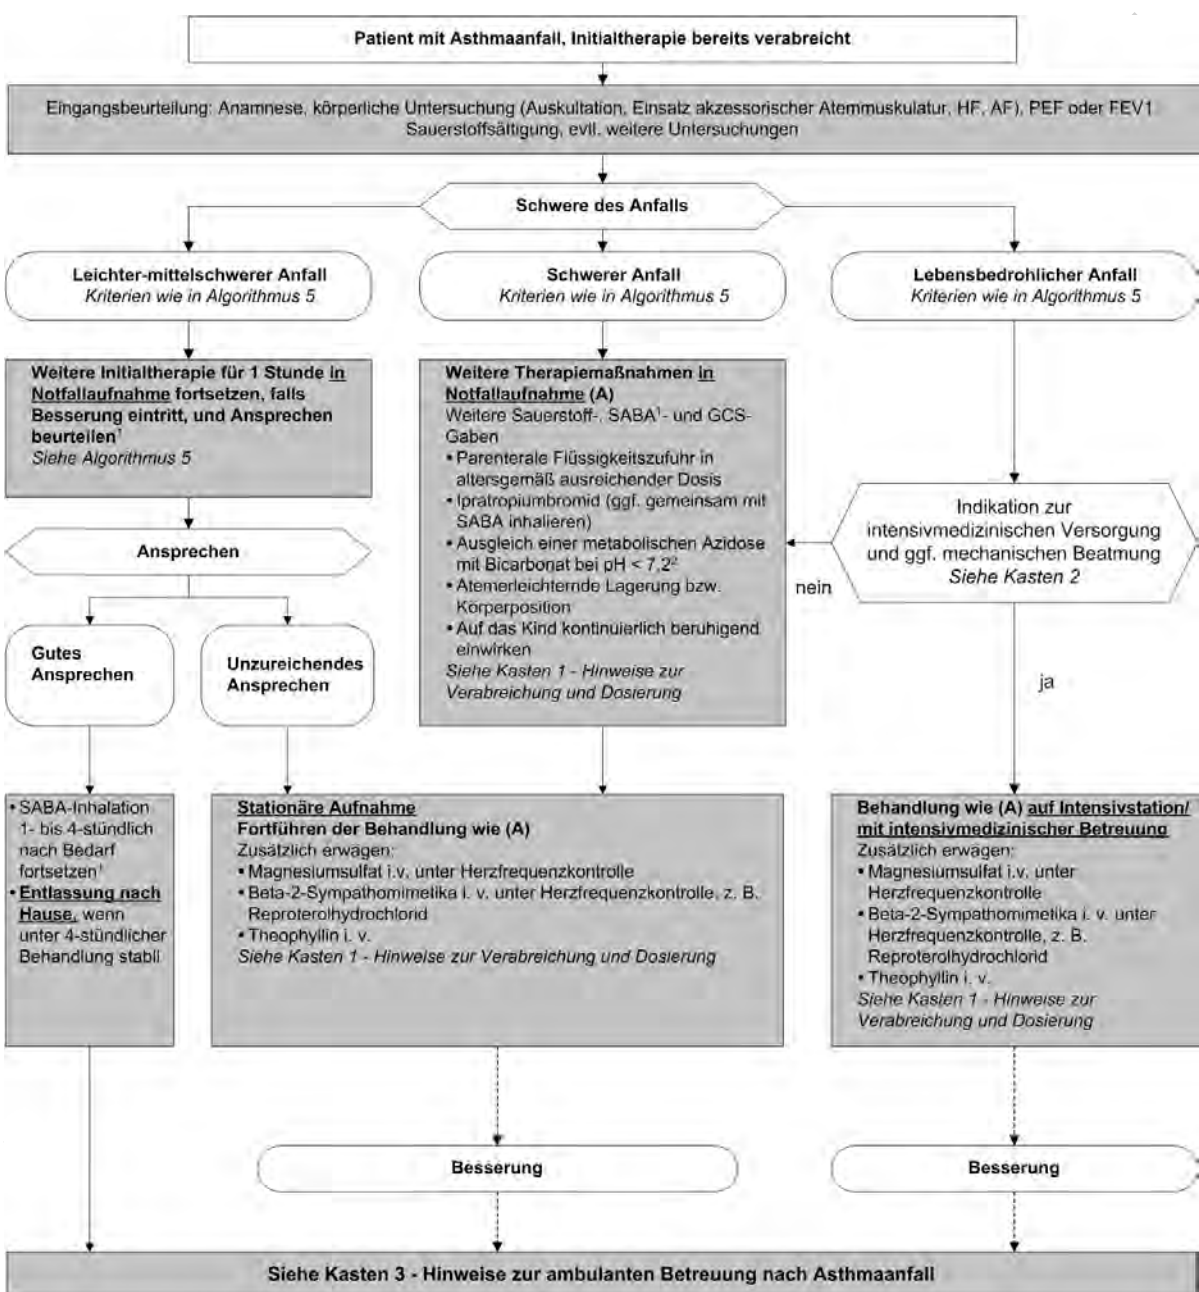 Patient mit Asthmaanfall, Initialtherapie bereits verabreicht
Eingangsbeurteilung: Anamnese, körperliche Untersuchung (Auskultation, Einsatz akzessorischer Atemmuskulatur, HF, AF), PEF oder FEV1
Sauerstoffsältigung, evll. weitere Untersuchungen
Schwere des Anfalls
Leichter-mittelschwerer Anfall
Kriterien wie in Algorithmus 5
Schwerer Anfall
Kriterien wie in Algorithmus 5
Lebensbedrohlicher Anfall
Kriterien wie in Algorithmus 5
Weitere Initialtherapie für 1 Stunde in
Notfallaufnahme fortsetzen, falls
Besserung eintritt, und Ansprechen
beurteilen¹
Siehe Algorithmus 5
Weitere Therapiemaßnahmen in
Notfallaufnahme (A)
Weitere Sauerstoff-, SABA¹- und GCS-
Gaben
• Parenterale Flüssigkeitszufuhr in
altersgemäß ausreichender Dosis
• Ipratropiumbromid (ggf. gemeinsam mit
SABA inhalieren)
• Ausgleich einer metabolischen Azidose
mit Bicarbonat bei pH < 7,2²
• Atemerleichternde Lagerung bzw.
Körperposition
• Auf das Kind kontinuierlich beruhigend
einwirken
Siehe Kasten 1 - Hinweise zur
Verabreichung und Dosierung
Indikation zur
intensivmedizinischen Versorgung
und ggf. mechanischen Beatmung
Siehe Kasten 2
nein
ja
Ansprechen
Gutes
Ansprechen
Unzureichendes
Ansprechen
• SABA-Inhalation
1- bis 4-stündlich
nach Bedarf
fortsetzen¹
• Entlassung nach
Hause, wenn
unter 4-stündlicher
Behandlung stabil
Stationäre Aufnahme
Fortführen der Behandlung wie (A)
Zusätzlich erwägen:
• Magnesiumsulfat i.v. unter Herzfrequenzkontrolle
• Beta-2-Sympathomimetika i. v. unter Herzfrequenzkontrolle, z. B.
Reproterolhydrochlorid
• Theophyllin i. v.
Siehe Kasten 1 - Hinweise zur Verabreichung und Dosierung
Behandlung wie (A) auf Intensivstation/
mit intensivmedizinischer Betreuung
Zusätzlich erwägen:
• Magnesiumsulfat i.v. unter
Herzfrequenzkontrolle
• Beta-2-Sympathomimetika i. v. unter
Herzfrequenzkontrolle, z. B.
Reproterolhydrochlorid
• Theophyllin i. v.
Siehe Kasten 1 - Hinweise zur
Verabreichung und Dosierung
Besserung
Besserung
Siehe Kasten 3 - Hinweise zur ambulanten Betreuung nach Asthmaanfall